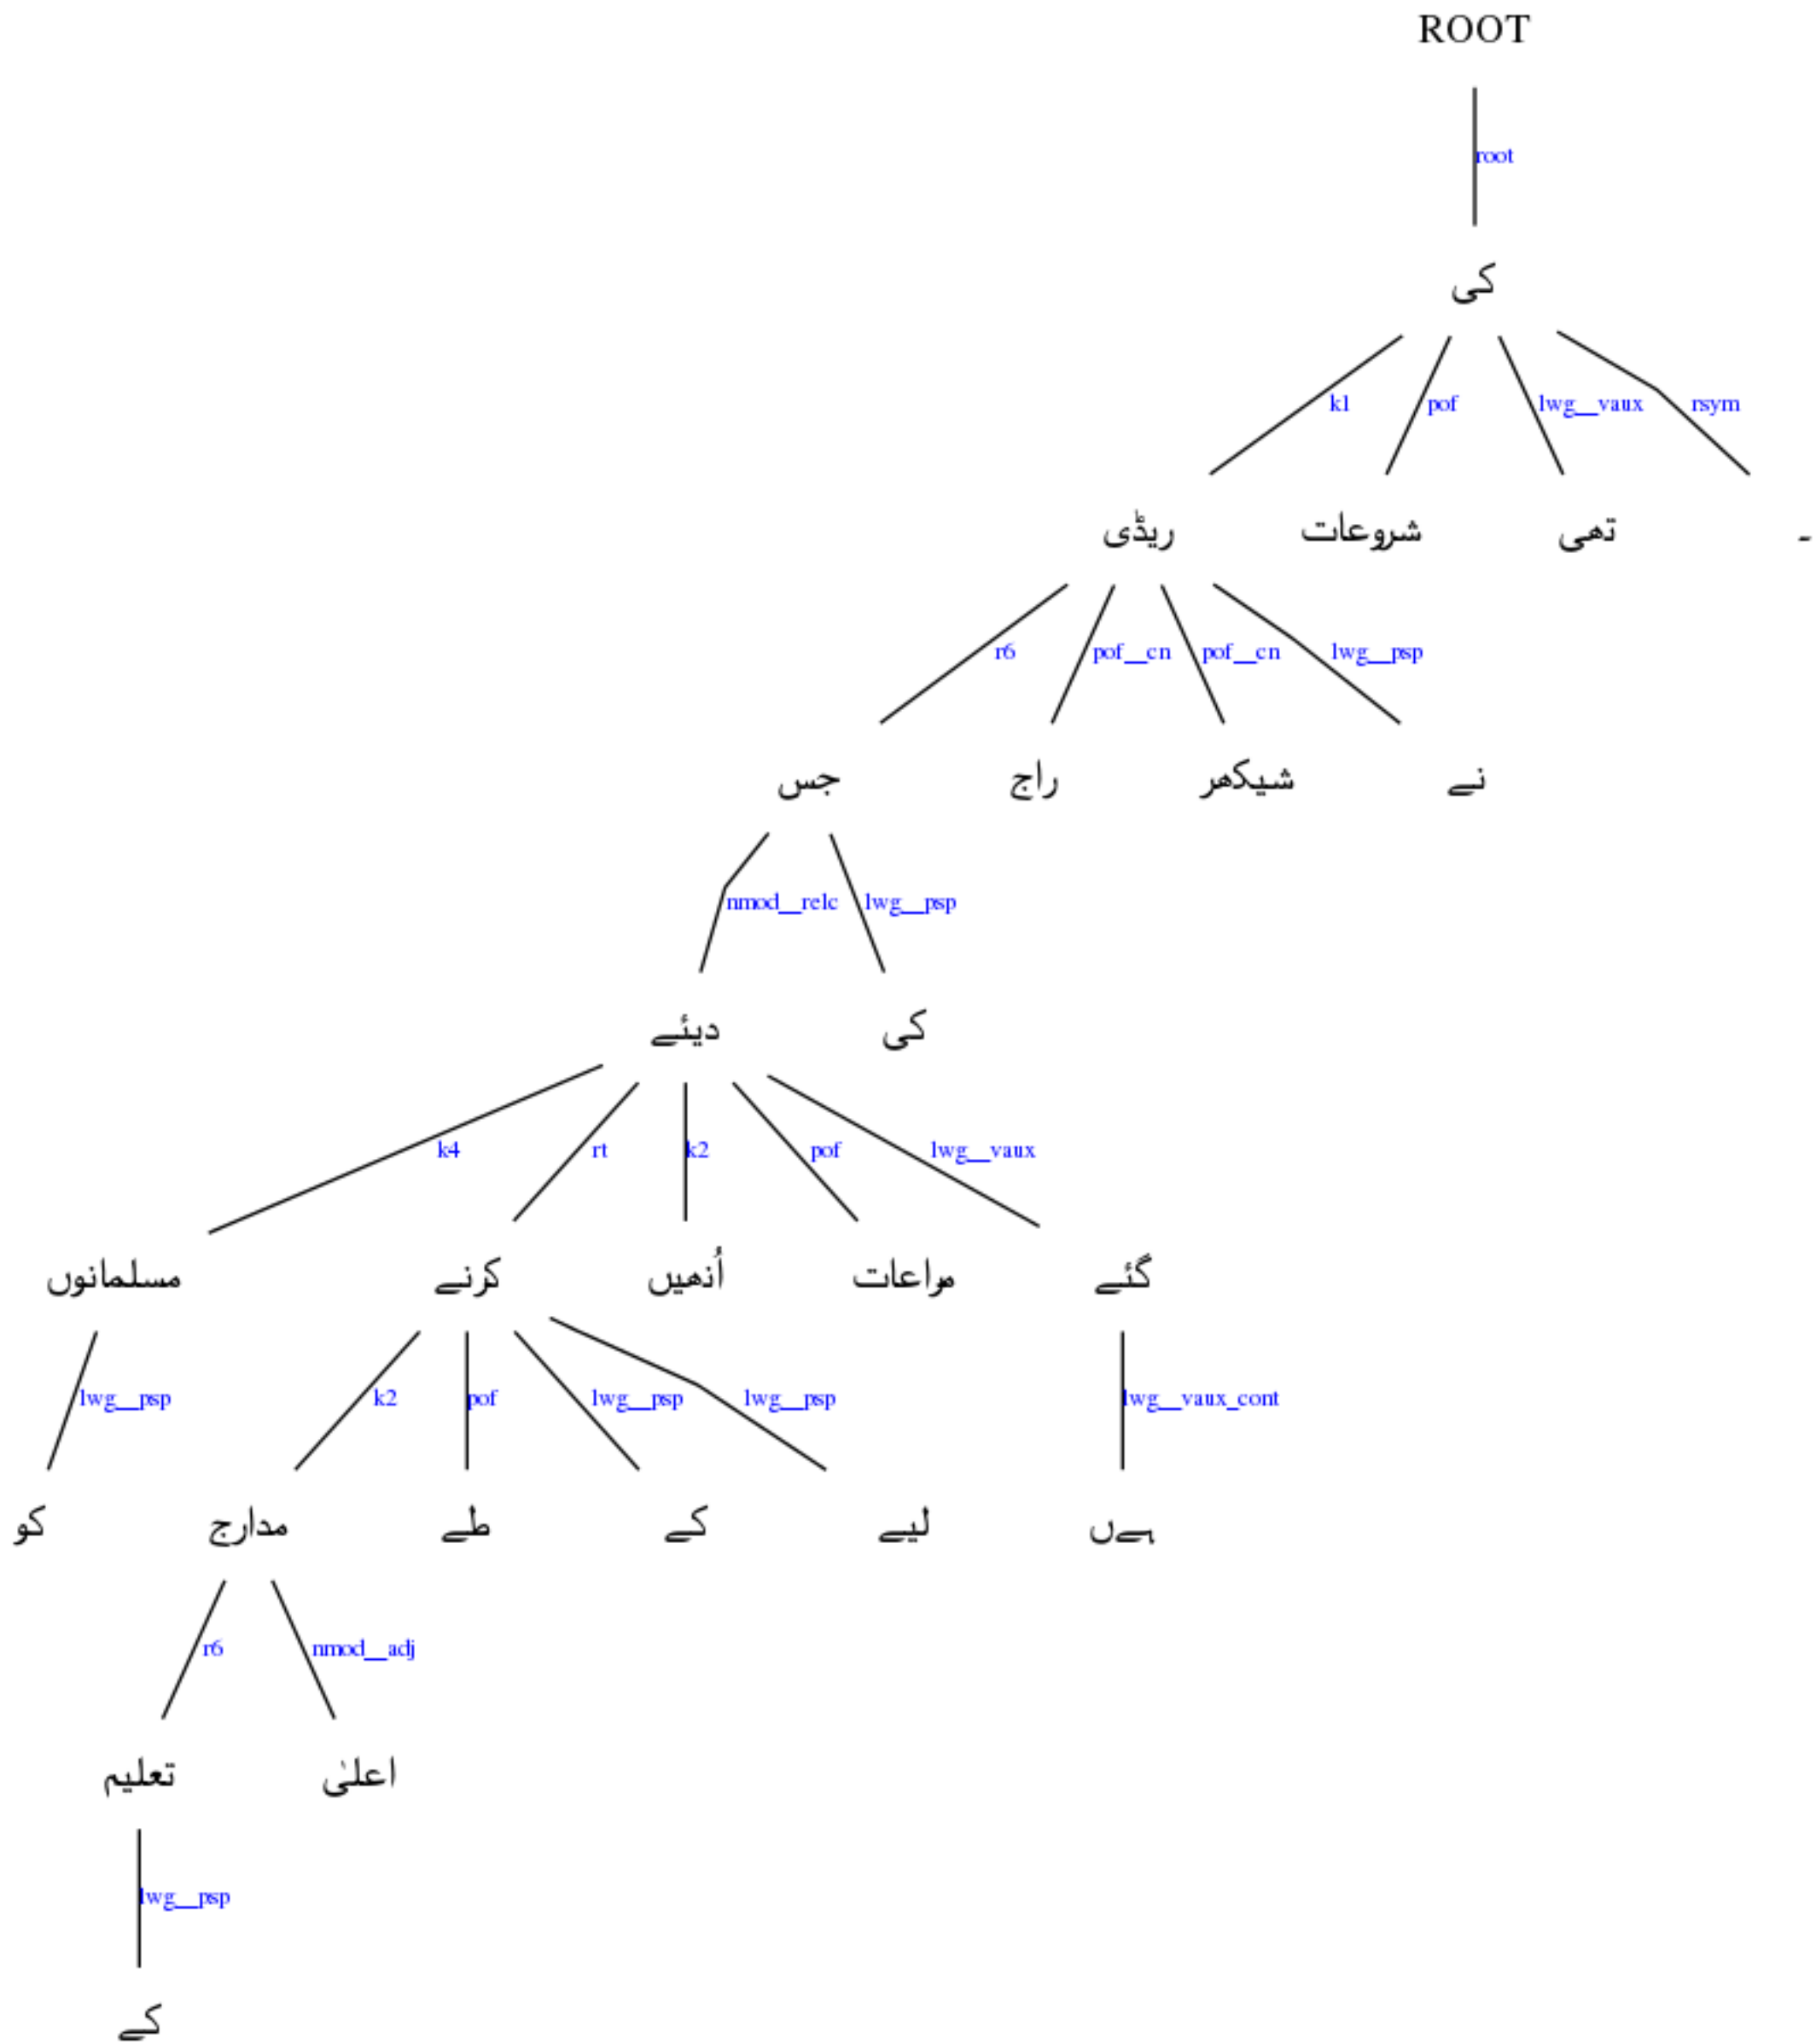 ROOT
root
کی
k1 pof lwg__vaux rsym
ریڈی شروعات تھی ۔
r6 pof__cn pof__cn lwg__psp
جس راج شیکھر نے
nmod__relc lwg__psp
دیئے کی
k4 rt k2 pof lwg__vaux
مسلمانوں کرنے اُنھیں مراعات گئے
lwg__psp k2 pof lwg__psp lwg__psp lwg__vaux_cont
کو مدارج طے کے لیے ہےں
r6 nmod__adj
تعلیم اعلیٰ
lwg__psp
کے